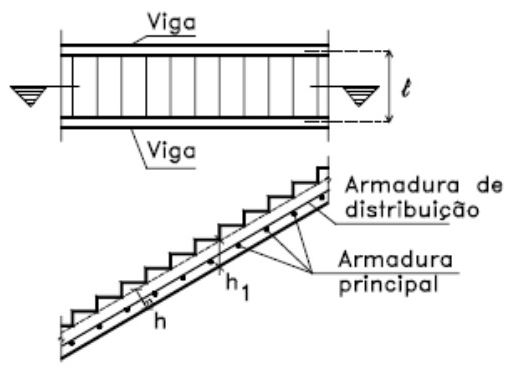 Viga
ℓ
Viga
Armadura de
distribuição
Armadura
principal
h1
h